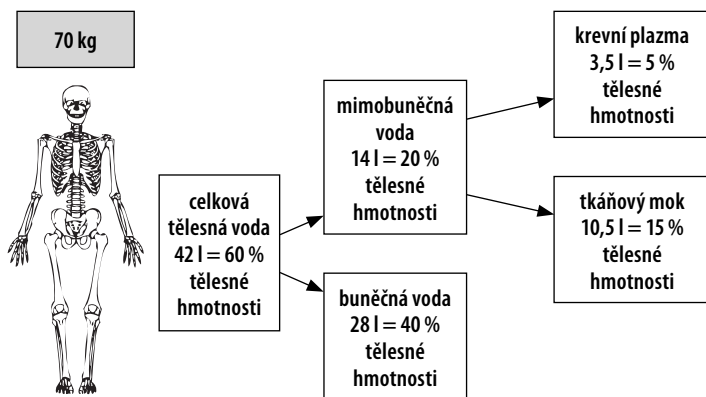 70 kg
celková
tělesná voda
42 l = 60 %
tělesné
hmotnosti
mimobuněčná
voda
14 l = 20 %
tělesné
hmotnosti
buněčná voda
28 l = 40 %
tělesné
hmotnosti
krevní plazma
3,5 l = 5 %
tělesné
hmotnosti
tkáňový mok
10,5 l = 15 %
tělesné
hmotnosti